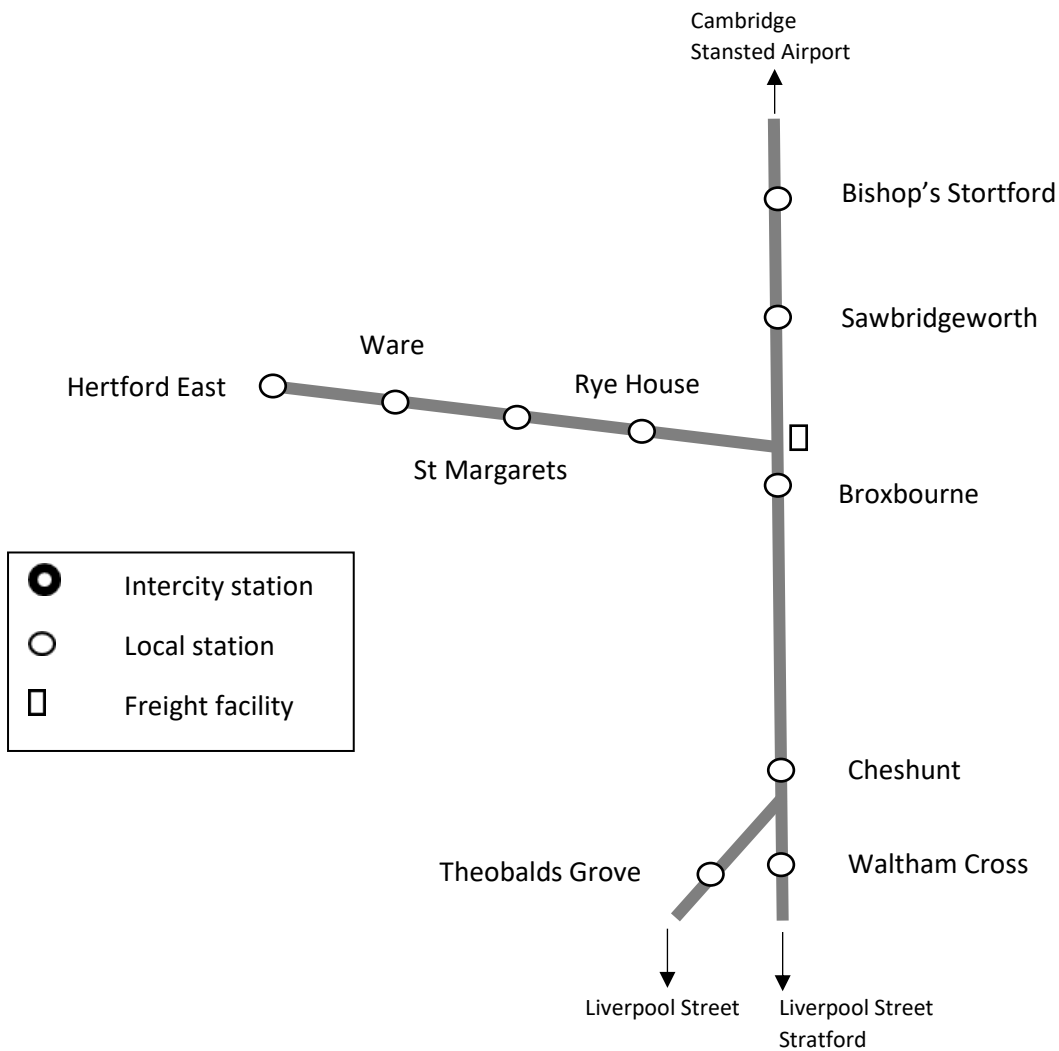 Cambridge
Stansted Airport
Bishop’s Stortford
Sawbridgeworth
Ware
Hertford East
Rye House
St Margarets
Broxbourne
Intercity station
Local station
Freight facility
Cheshunt
Theobalds Grove
Waltham Cross
Liverpool Street
Liverpool Street
Stratford